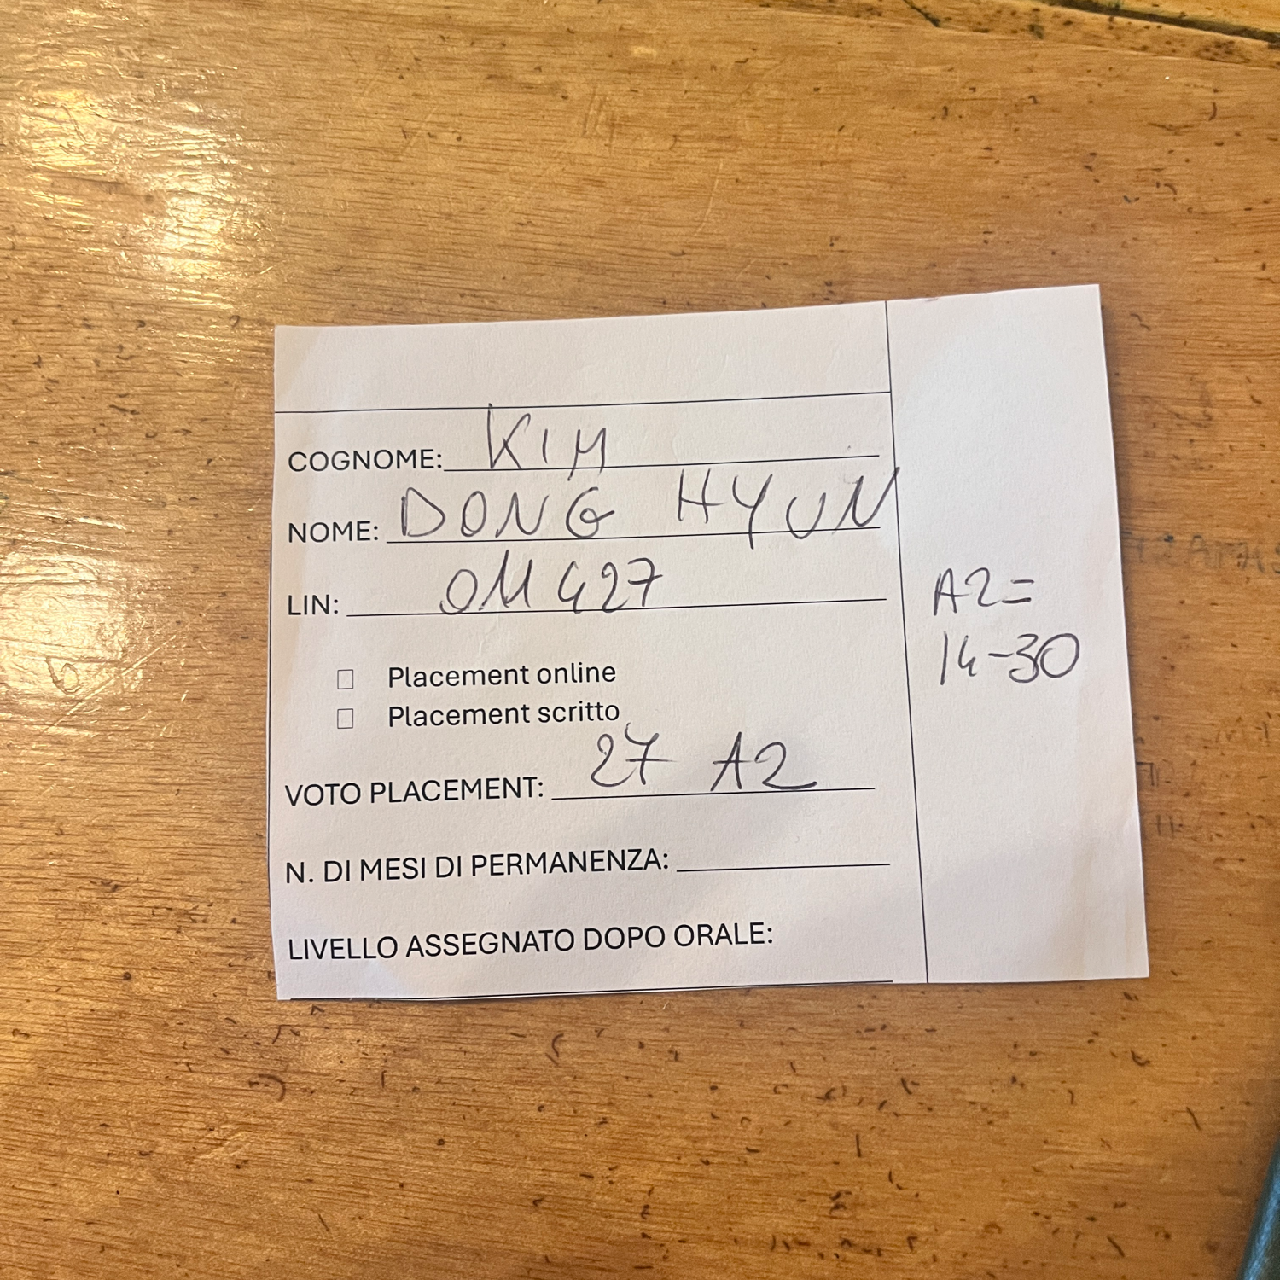 COGNOME: KIM
NOME: DONG HYUN
LIN: 011427
☐ Placement online
☐ Placement scritto
VOTO PLACEMENT: 27 A2
N. DI MESI DI PERMANENZA:
LIVELLO ASSEGNATO DOPO ORALE:
A2=
14-30